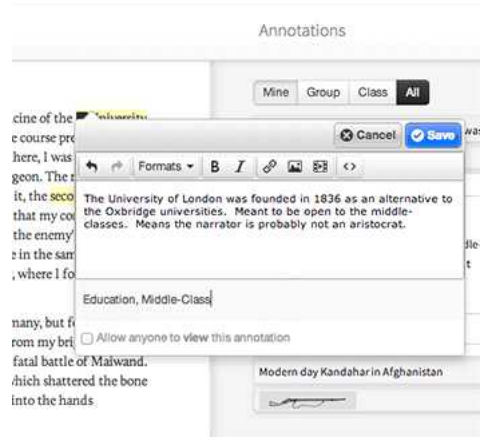 Annotations
Mine Group Class All
cine of the University
e course pre
here, I was
geon. The
it, the seco
that my co
the enemy'
e in the sam
, where I fo
many, but f
rom my bri
fatal battle of Maiwand.
which shattered the bone
into the hands
Cancel Save
Formats B I
The University of London was founded in 1836 as an alternative to
the Oxbridge universities. Meant to be open to the middle-
classes. Means the narrator is probably not an aristocrat.
Education, Middle-Class
Allow anyone to view this annotation
was
dle-
t
Modern day Kandahar in Afghanistan